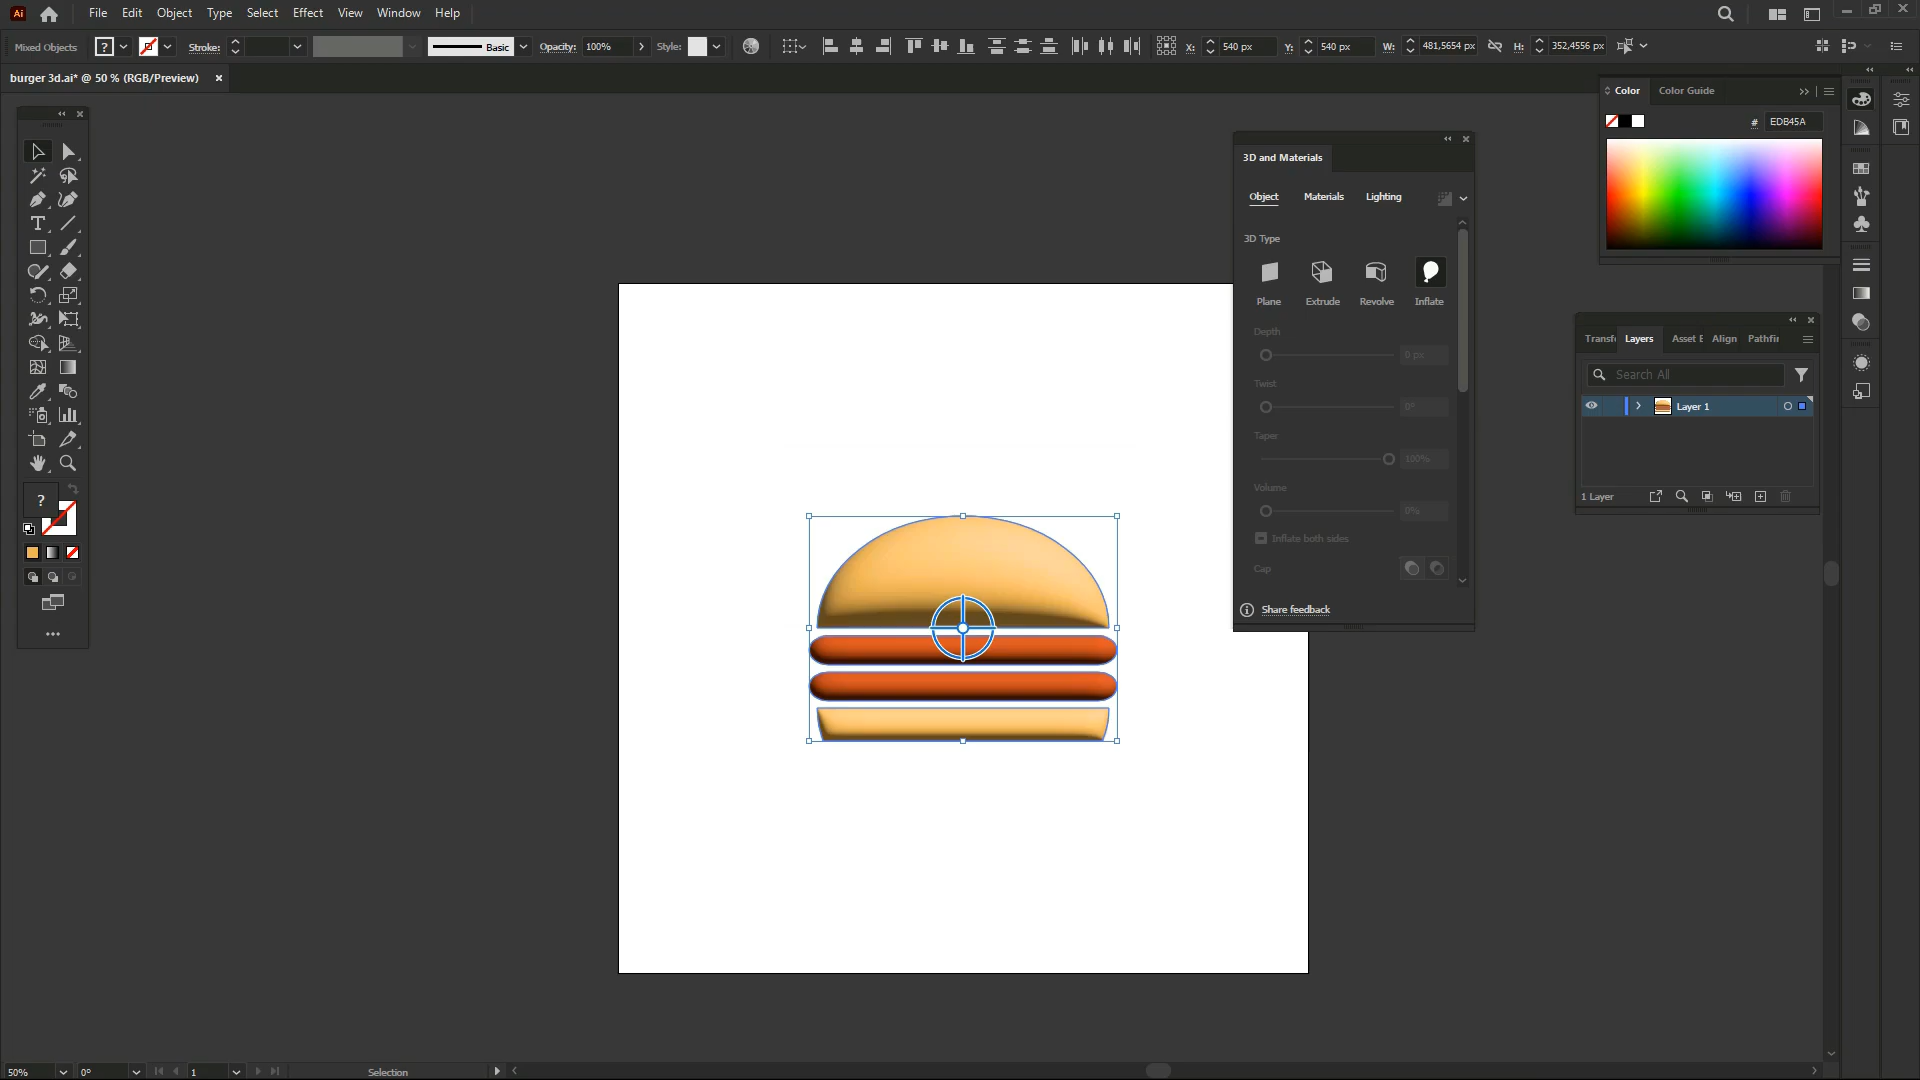 Ai File Edit Object Type Select Effect View Window Help
Mixed Objects ? Stroke: Basic Opacity: 100% Style: X: 540 px Y: 540 px W: 481,5654 px H: 352,4556 px
burger 3d.ai* @ 50 % (RGB/Preview)
Color Color Guide
# EDB45A
3D and Materials
Object Materials Lighting
3D Type
Plane Extrude Revolve Inflate
Depth
0 px
Twist
0°
Taper
100%
Volume
0%
Inflate both sides
Cap
Share feedback
Transf Layers Asset E Align Pathfi
Search All
Layer 1
1 Layer
?
50% 0° 1 Selection